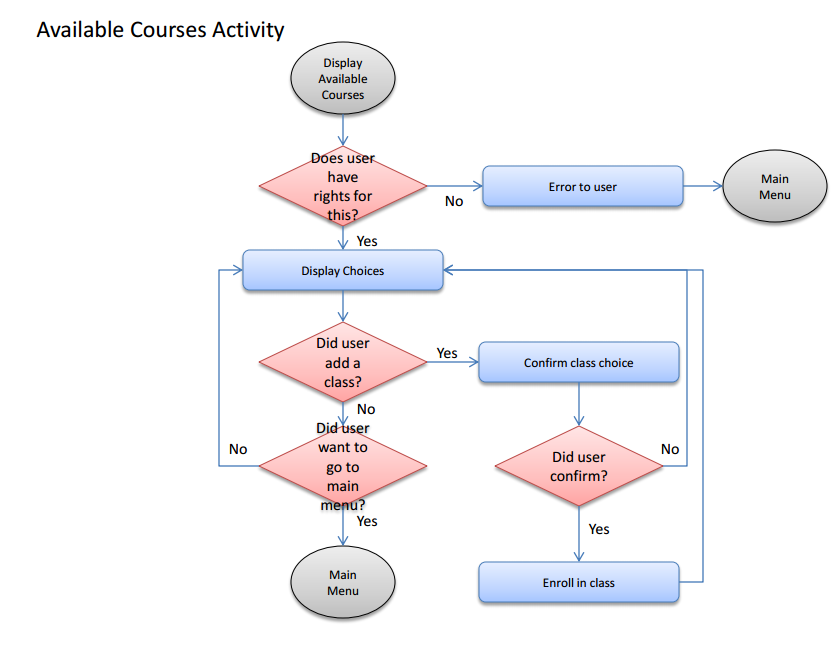 Available Courses Activity
Display
Available
Courses
Does user
have
rights for
this?
No
Error to user
Main
Menu
Yes
Display Choices
Did user
add a
class?
Yes
Confirm class choice
No
Did user
want to
go to
main
menu?
No
Did user
confirm?
No
Yes
Yes
Main
Menu
Enroll in class